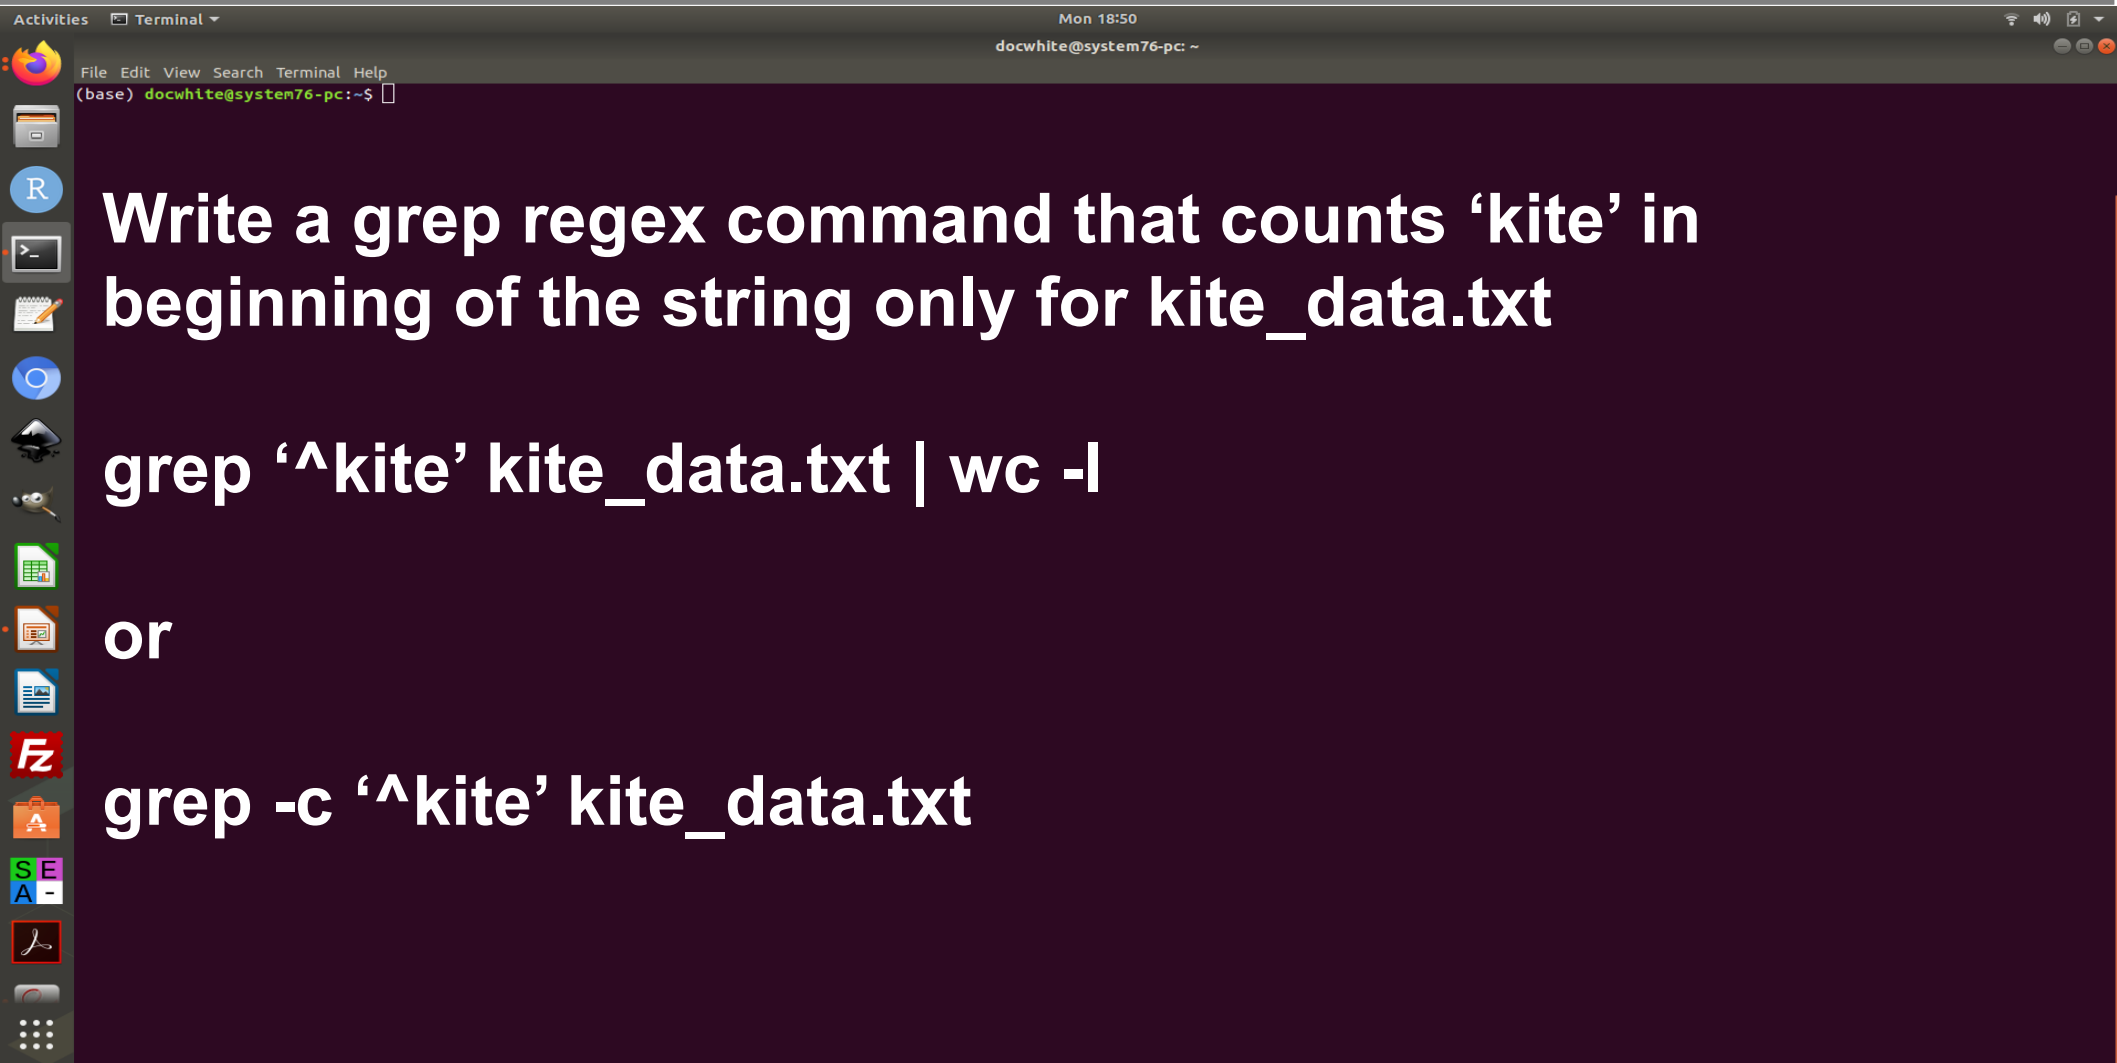 Activities Terminal Mon 18:50
docwhite@system76-pc: ~
File Edit View Search Terminal Help
(base) docwhite@system76-pc:~$
R
Write a grep regex command that counts ‘kite’ in
beginning of the string only for kite_data.txt
>_
grep ‘^kite’ kite_data.txt | wc -l
or
Fz
grep -c ‘^kite’ kite_data.txt
A
S E
A -